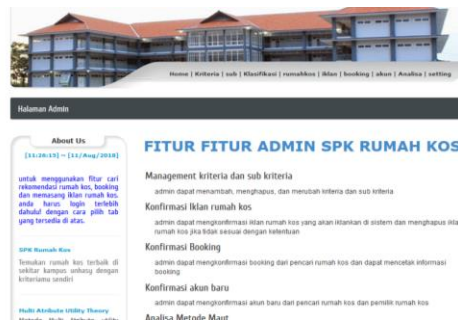 Home | Kriteria | sub | Klasifikasi | rumahkos | iklan | booking | akun | Analisa | setting
Halaman Admin
About Us
[11:28:15] ~ [11/Aug/2018]
untuk menggunakan fitur cari
rekomendasi rumah kos, booking
dan memasang iklan rumah kos.
anda harus login terlebih
dahulu! dengan cara pilih tab
yang tersedia di atas.
SPK Rumah Kos
Temukan rumah kos terbaik di
sekitar kampus unhasy dengan
kriteriamu sendiri
Multi Atribute Utility Theory
Metode Multi Atribute utility
FITUR FITUR ADMIN SPK RUMAH KOS
Management kriteria dan sub kriteria
admin dapat menambah, menghapus, dan merubah kriteria dan sub kriteria
Konfirmasi Iklan rumah kos
admin dapat mengkonfirmasi iklan rumah kos yang akan iklankan di sistem dan menghapus ikla
rumah kos jika tidak sesuai dengan ketentuan
Konfirmasi Booking
admin dapat mengkonfirmasi booking dari pencari rumah kos dan dapat mencetak informasi
booking
Konfirmasi akun baru
admin dapat mengkonfirmasi akun baru dari pencari rumah kos dan pemilik rumah kos
Analisa Metode Maut